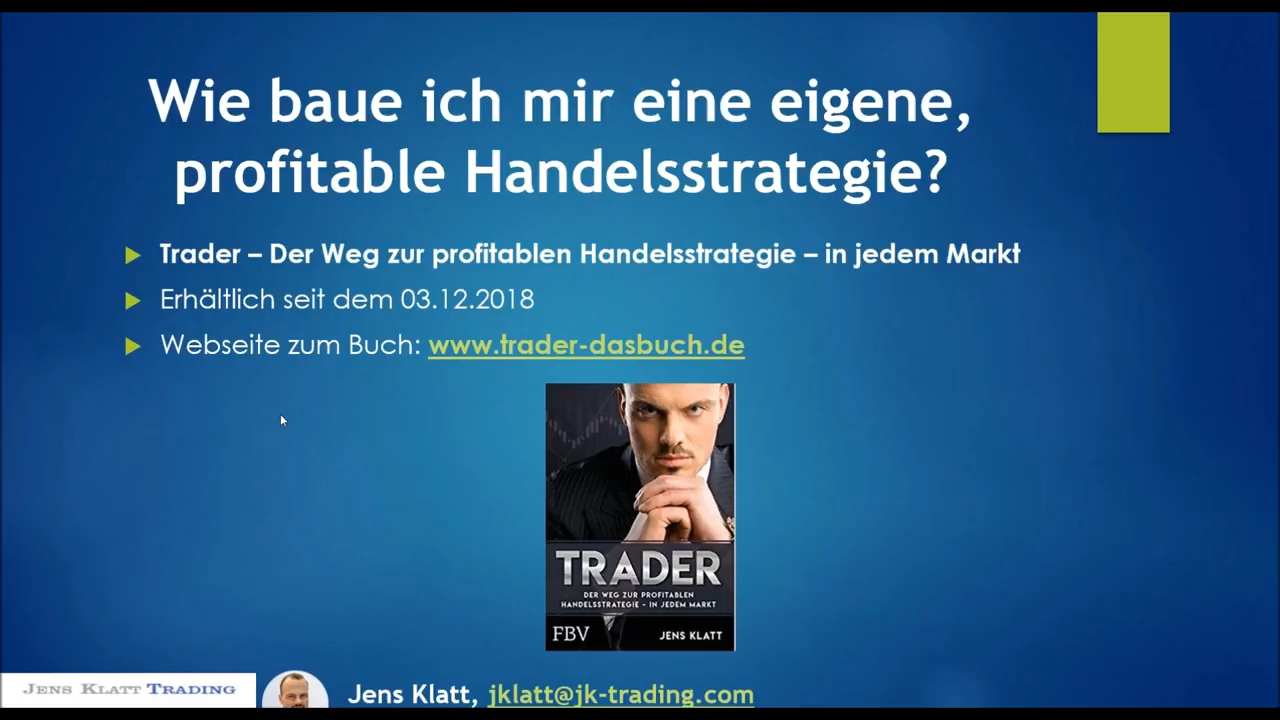 Wie baue ich mir eine eigene,
profitable Handelsstrategie?
Trader – Der Weg zur profitablen Handelsstrategie – in jedem Markt
Erhältlich seit dem 03.12.2018
Webseite zum Buch: www.trader-dasbuch.de
TRADER
DER WEG ZUR PROFITABLEN
HANDELSSTRATEGIE – IN JEDEM MARKT
FBV JENS KLATT
JENS KLATT TRADING
Jens Klatt, jklatt@jk-trading.com